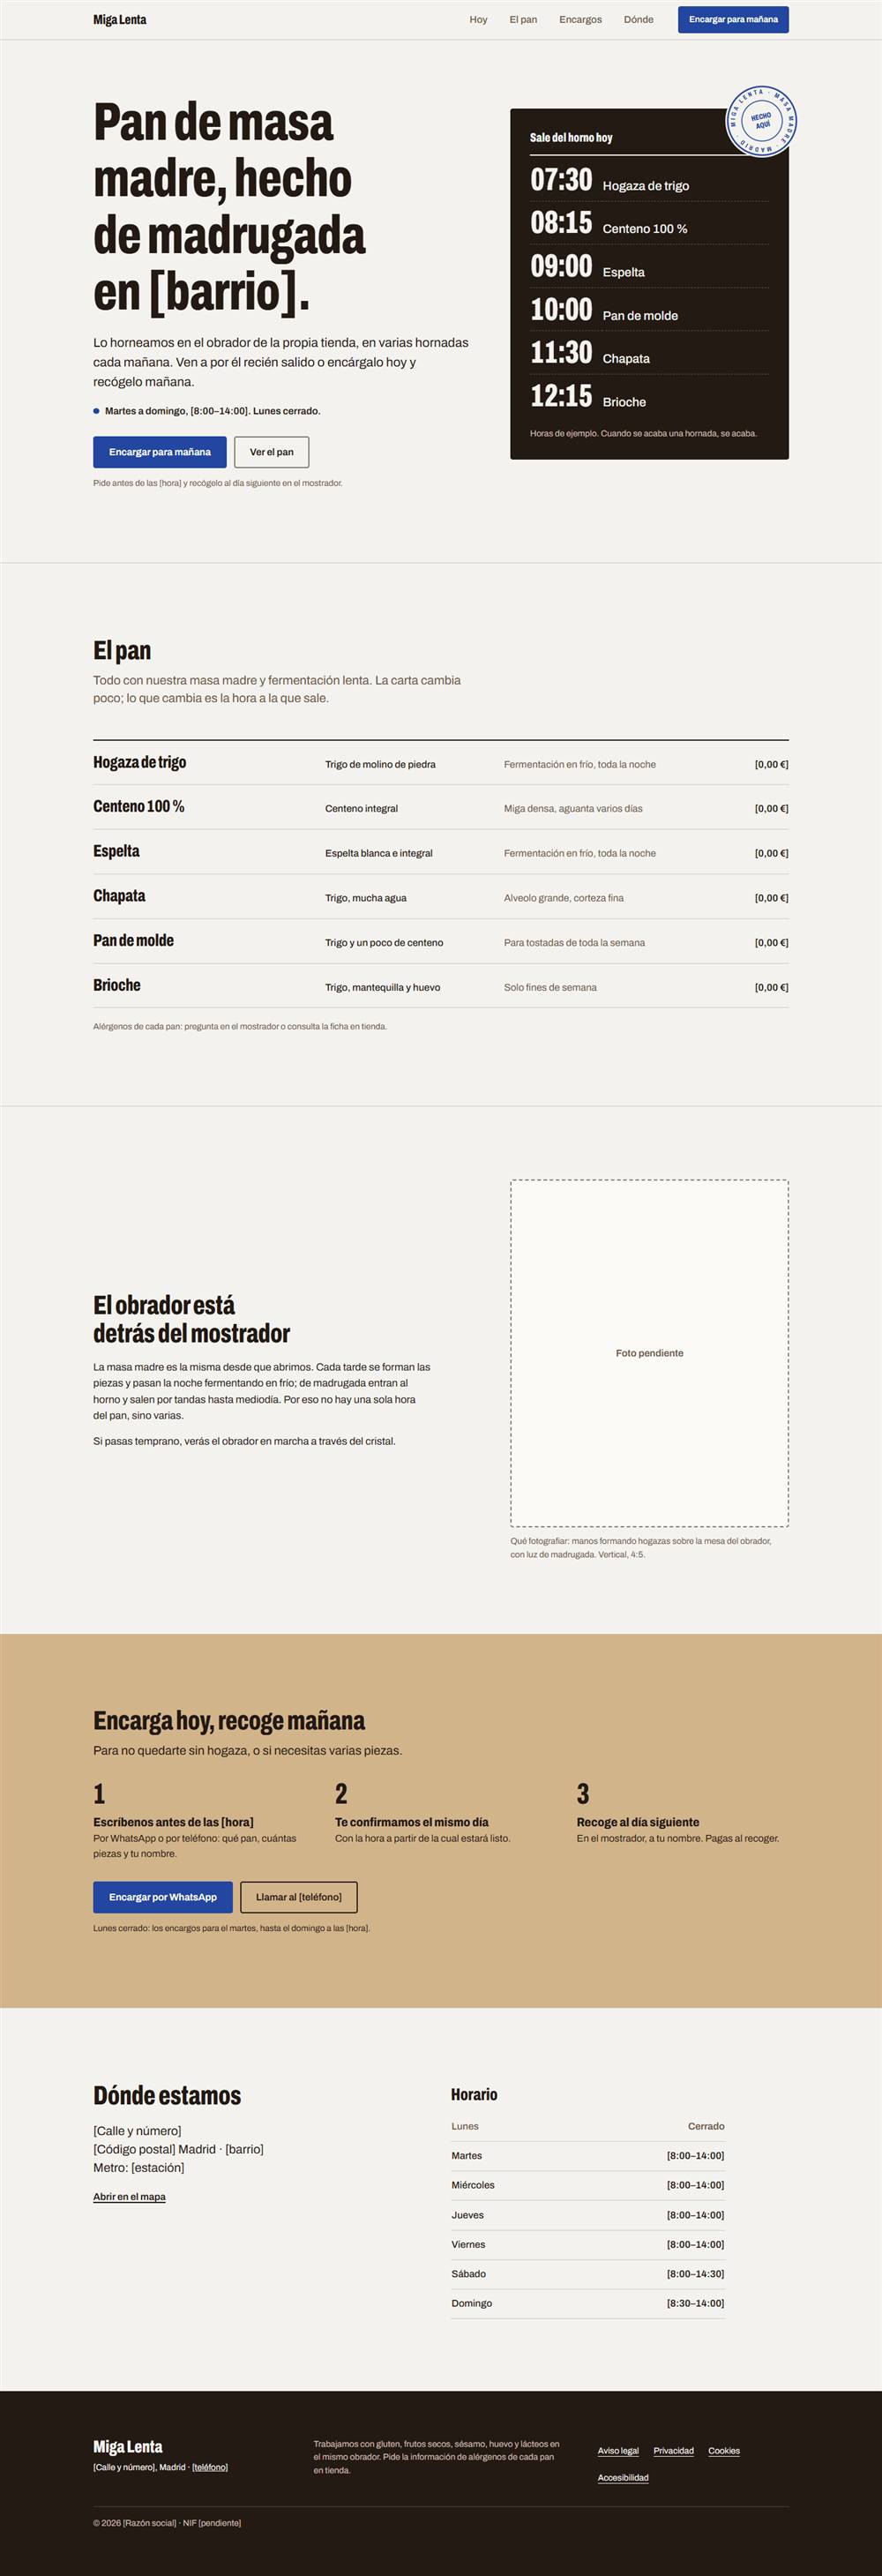 Miga Lenta
Hoy
El pan
Encargos
Dónde
Encargar para mañana
Pan de masa
madre, hecho
de madrugada
en [barrio].
Lo horneamos en el obrador de la propia tienda, en varias hornadas
cada mañana. Ven a por él recién salido o encárgalo hoy y
recógelo mañana.
Martes a domingo, [8:00–14:00]. Lunes cerrado.
Encargar para mañana
Ver el pan
Pide antes de las [hora] y recógelo al día siguiente en el mostrador.
MIGA LENTA · MASA MADRE · MADRID ·
HECHO
AQUÍ
Sale del horno hoy
07:30 Hogaza de trigo
08:15 Centeno 100 %
09:00 Espelta
10:00 Pan de molde
11:30 Chapata
12:15 Brioche
Horas de ejemplo. Cuando se acaba una hornada, se acaba.
El pan
Todo con nuestra masa madre y fermentación lenta. La carta cambia
poco; lo que cambia es la hora a la que sale.
Hogaza de trigo Trigo de molino de piedra Fermentación en frío, toda la noche [0,00 €]
Centeno 100 % Centeno integral Miga densa, aguanta varios días [0,00 €]
Espelta Espelta blanca e integral Fermentación en frío, toda la noche [0,00 €]
Chapata Trigo, mucha agua Alveolo grande, corteza fina [0,00 €]
Pan de molde Trigo y un poco de centeno Para tostadas de toda la semana [0,00 €]
Brioche Trigo, mantequilla y huevo Solo fines de semana [0,00 €]
Alérgenos de cada pan: pregunta en el mostrador o consulta la ficha en tienda.
El obrador está
detrás del mostrador
La masa madre es la misma desde que abrimos. Cada tarde se forman las
piezas y pasan la noche fermentando en frío; de madrugada entran al
horno y salen por tandas hasta mediodía. Por eso no hay una sola hora
del pan, sino varias.
Si pasas temprano, verás el obrador en marcha a través del cristal.
Foto pendiente
Qué fotografiar: manos formando hogazas sobre la mesa del obrador,
con luz de madrugada. Vertical, 4:5.
Encarga hoy, recoge mañana
Para no quedarte sin hogaza, o si necesitas varias piezas.
1
Escríbenos antes de las [hora]
Por WhatsApp o por teléfono: qué pan, cuántas
piezas y tu nombre.
2
Te confirmamos el mismo día
Con la hora a partir de la cual estará listo.
3
Recoge al día siguiente
En el mostrador, a tu nombre. Pagas al recoger.
Encargar por WhatsApp
Llamar al [teléfono]
Lunes cerrado: los encargos para el martes, hasta el domingo a las [hora].
Dónde estamos
[Calle y número]
[Código postal] Madrid · [barrio]
Metro: [estación]
Abrir en el mapa
Horario
Lunes Cerrado
Martes [8:00–14:00]
Miércoles [8:00–14:00]
Jueves [8:00–14:00]
Viernes [8:00–14:00]
Sábado [8:00–14:30]
Domingo [8:30–14:00]
Miga Lenta
[Calle y número], Madrid · [teléfono]
Trabajamos con gluten, frutos secos, sésamo, huevo y lácteos en
el mismo obrador. Pide la información de alérgenos de cada pan
en tienda.
Aviso legal
Privacidad
Cookies
Accesibilidad
© 2026 [Razón social] · NIF [pendiente]